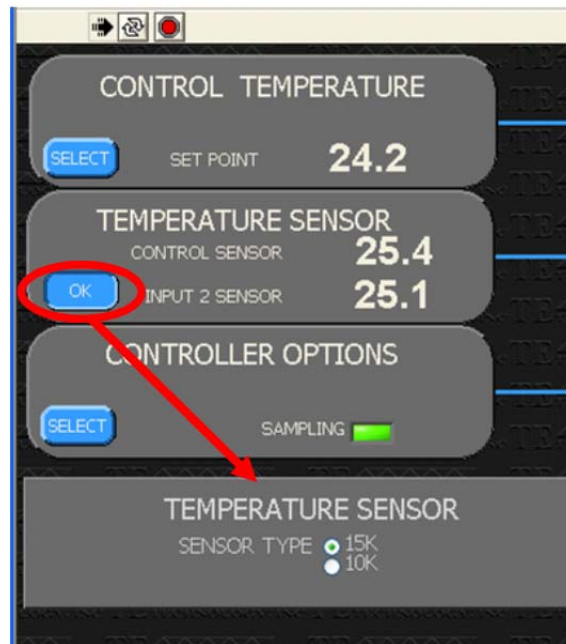 CONTROL TEMPERATURE
SELECT SET POINT 24.2
TEMPERATURE SENSOR
CONTROL SENSOR 25.4
OK INPUT 2 SENSOR 25.1
CONTROLLER OPTIONS
SELECT SAMPLING
TEMPERATURE SENSOR
SENSOR TYPE 15K
10K